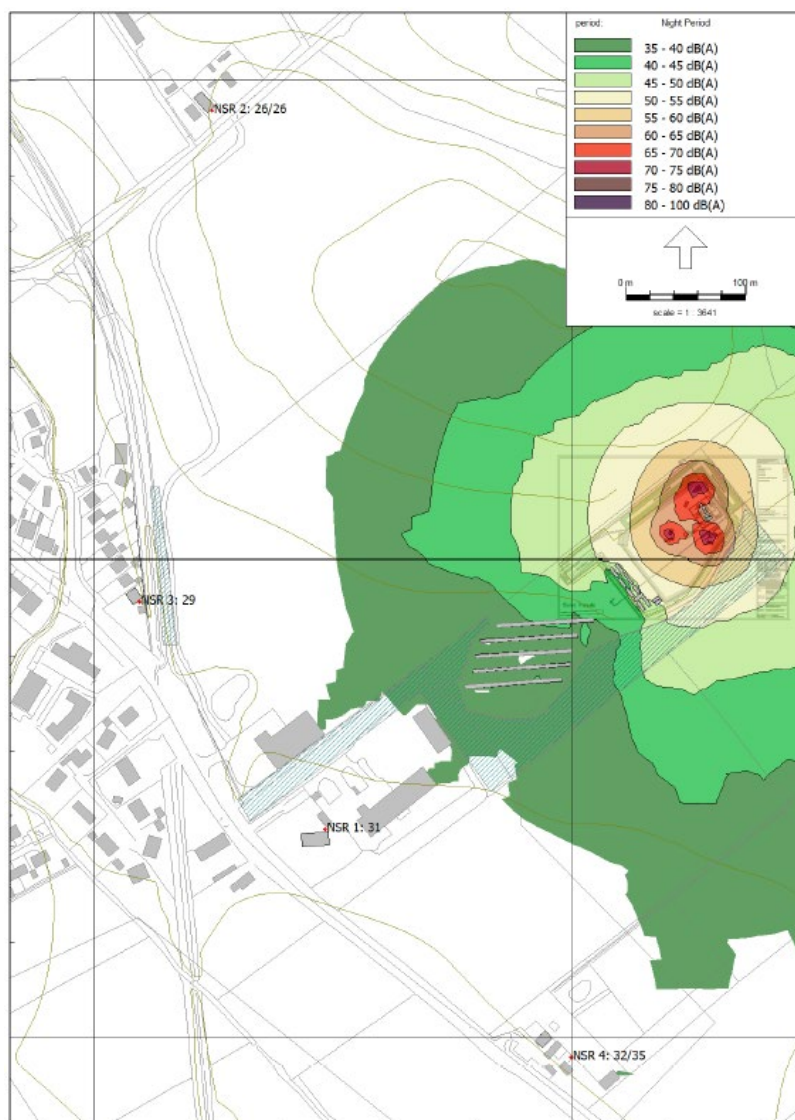 period: Night Period
35 - 40 dB(A)
40 - 45 dB(A)
45 - 50 dB(A)
50 - 55 dB(A)
55 - 60 dB(A)
60 - 65 dB(A)
65 - 70 dB(A)
70 - 75 dB(A)
75 - 80 dB(A)
80 - 100 dB(A)
0 m 100 m
scale = 1 : 3641
NSR 2: 26/26
NSR 3: 29
NSR 1: 31
NSR 4: 32/35